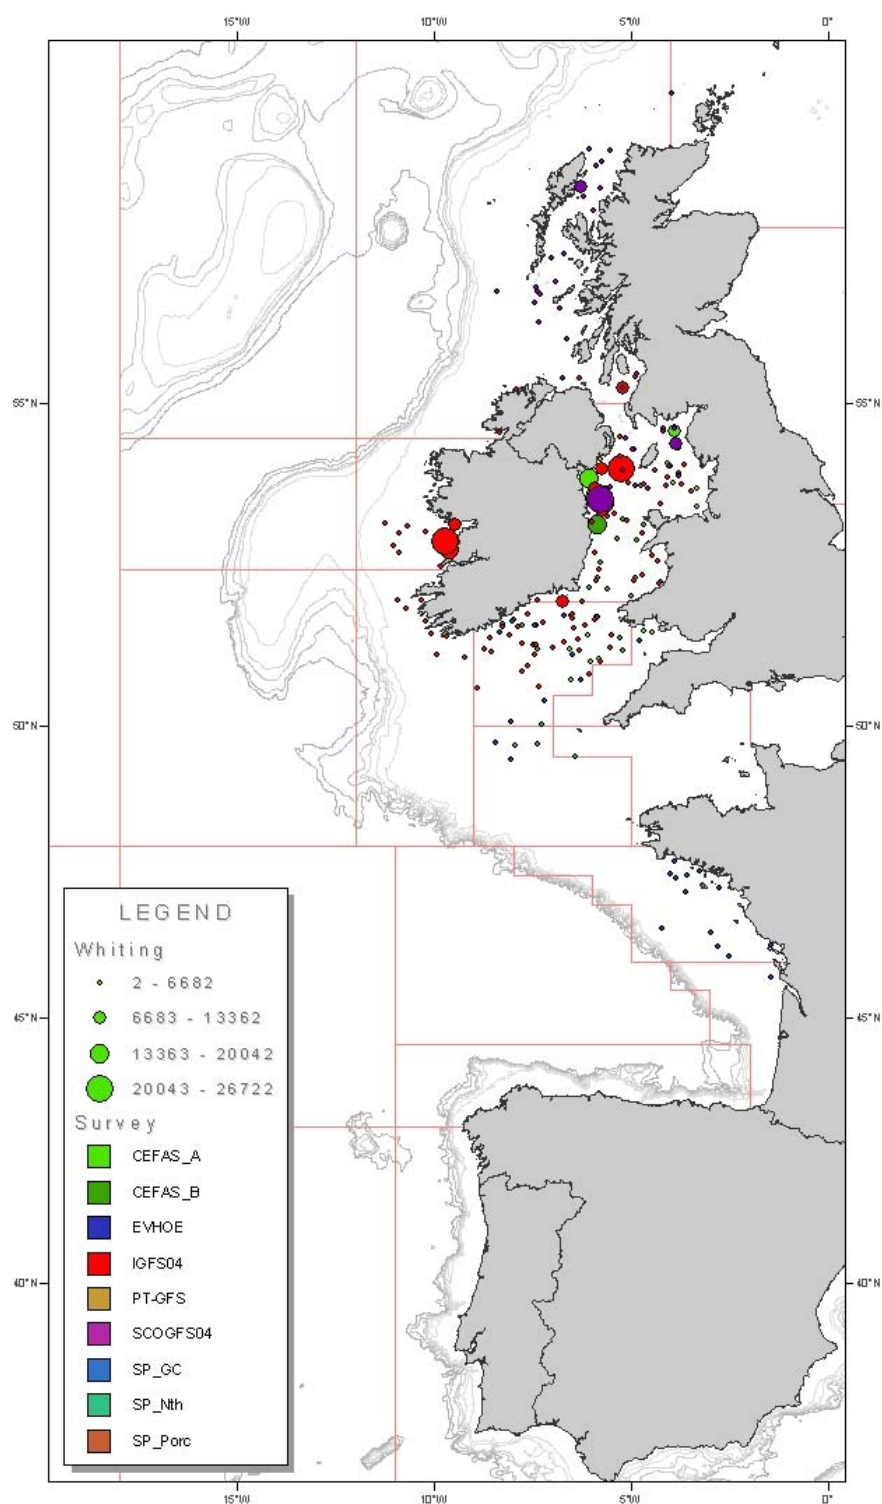 15°W 10°W 5°W 0°
55°N 55°N
50°N 50°N
LEGEND
Whiting
2 - 6682
45°N 45°N
6683 - 13362
13363 - 20042
20043 - 26722
Survey
CEFAS_A
CEFAS_B
EVHOE
IGFS04
40°N 40°N
PT-GFS
SCOGFS04
SP_GC
SP_Nth
SP_Porc
15°W 10°W 5°W 0°